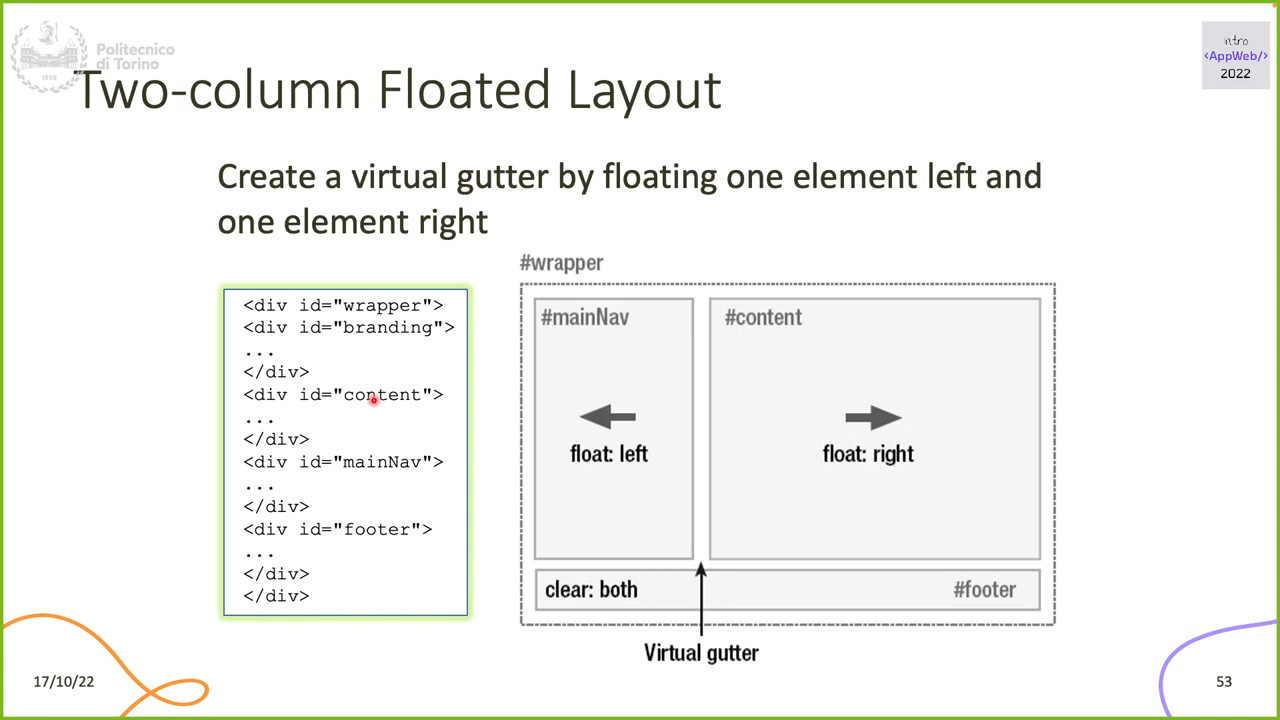 Politecnico
di Torino
1859
intro
<AppWeb/>
2022
Two-column Floated Layout
Create a virtual gutter by floating one element left and
one element right
<div id="wrapper">
<div id="branding">
...
</div>
<div id="content">
...
</div>
<div id="mainNav">
...
</div>
<div id="footer">
...
</div>
</div>
#wrapper
#mainNav
#content
float: left
float: right
clear: both
#footer
Virtual gutter
17/10/22
53